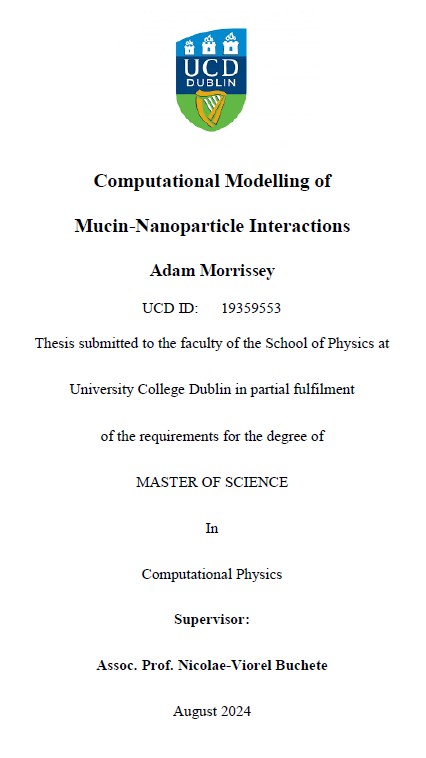 UCD
DUBLIN
Computational Modelling of
Mucin-Nanoparticle Interactions
Adam Morrissey
UCD ID: 19359553
Thesis submitted to the faculty of the School of Physics at
University College Dublin in partial fulfilment
of the requirements for the degree of
MASTER OF SCIENCE
In
Computational Physics
Supervisor:
Assoc. Prof. Nicolae-Viorel Buchete
August 2024